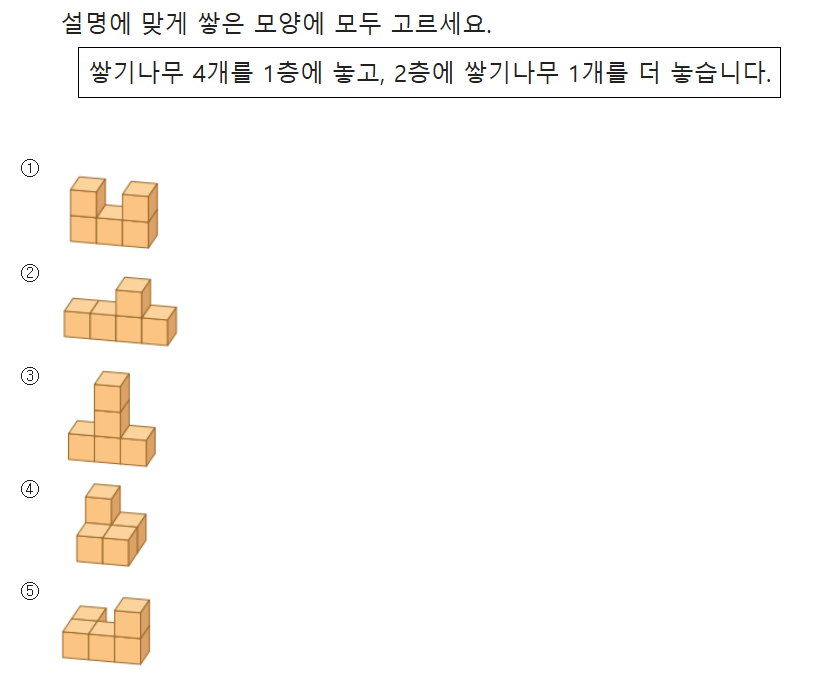 설명에 맞게 쌓은 모양에 모두 고르세요.
쌓기나무 4개를 1층에 놓고, 2층에 쌓기나무 1개를 더 놓습니다.
①
②
③
④
⑤